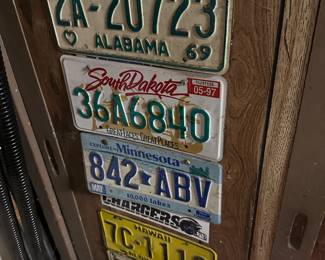 2A-20723
ALABAMA 69
South Dakota
05-97
36A6840
GREAT FACES. GREAT PLACES.
EXPLORE Minnesota
842 ABV
10,000 lakes
CHARGERS
HAWAII